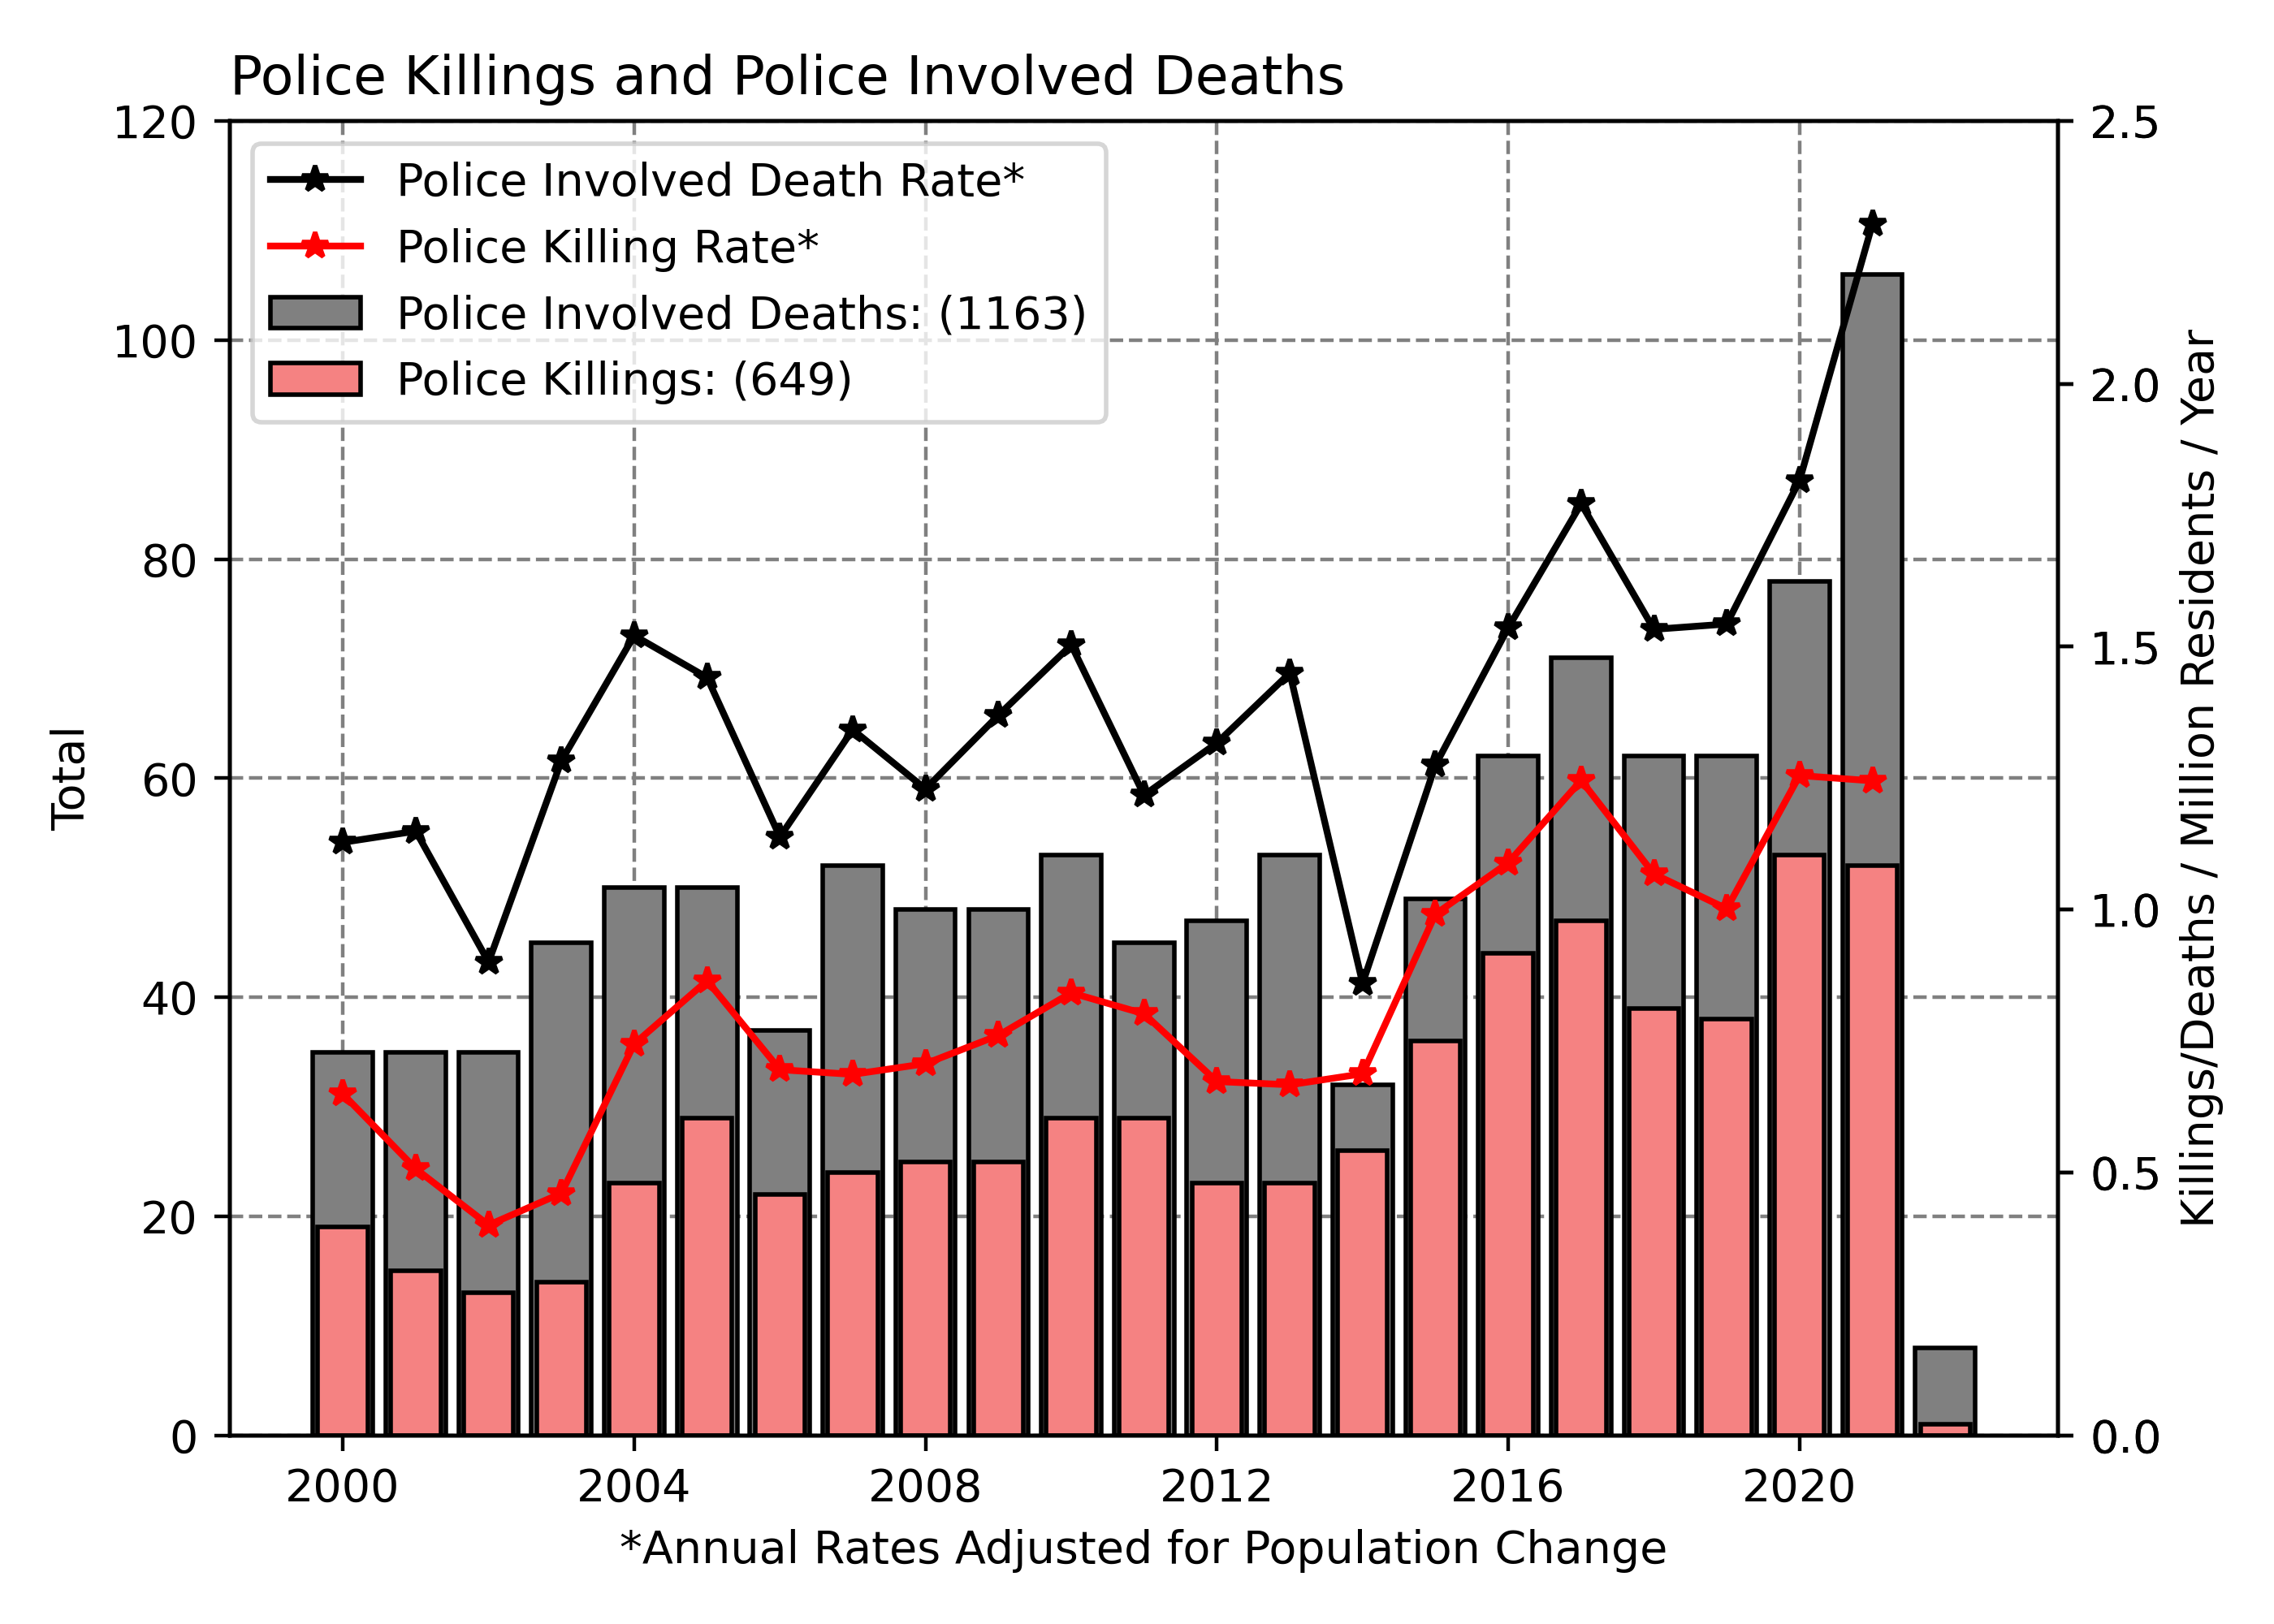 Police Killings and Police Involved Deaths
120
100
80
60
40
20
0
Total
Police Involved Death Rate*
Police Killing Rate*
Police Involved Deaths: (1163)
Police Killings: (649)
2.5
2.0
1.5
1.0
0.5
0.0
Killings/Deaths / Million Residents / Year
2000 2004 2008 2012 2016 2020
*Annual Rates Adjusted for Population Change